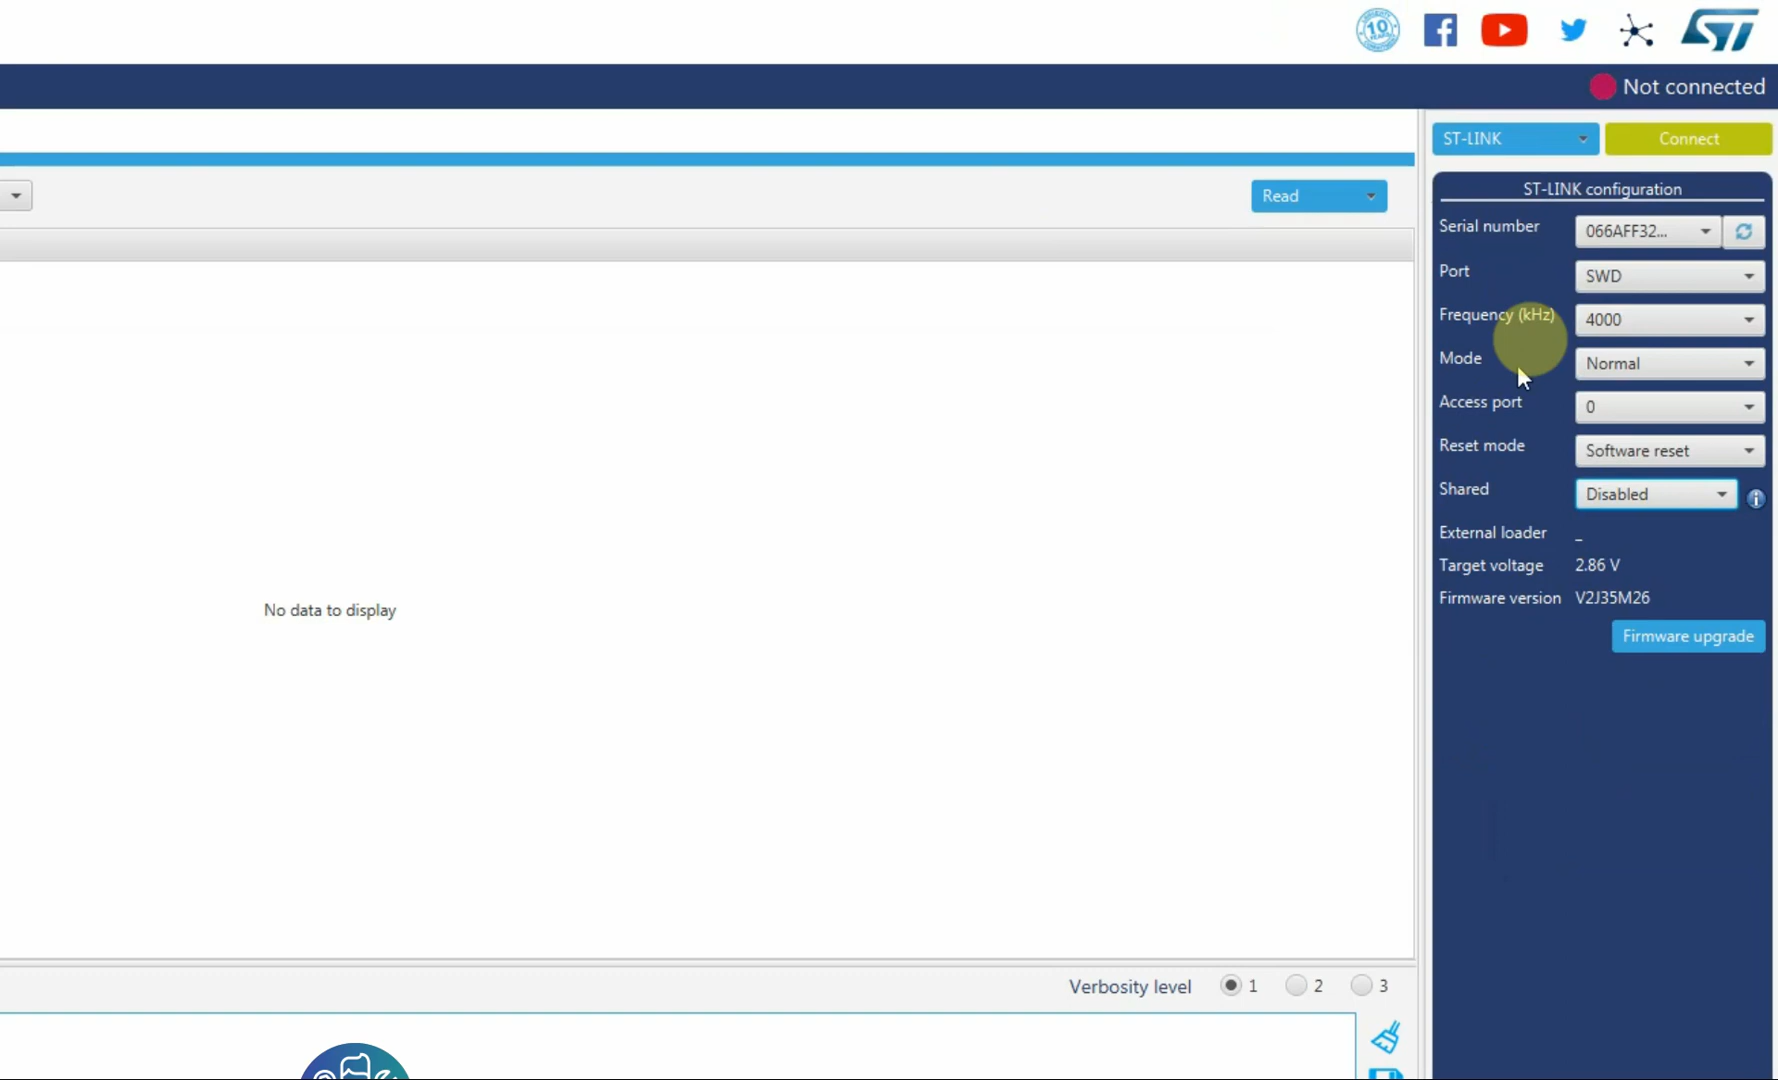 10
ST
Not connected
ST-LINK
Connect
Read
ST-LINK configuration
Serial number 066AFF32...
Port SWD
Frequency (kHz) 4000
Mode Normal
Access port 0
Reset mode Software reset
Shared Disabled
External loader _
Target voltage 2.86 V
Firmware version V2J35M26
Firmware upgrade
No data to display
Verbosity level 1 2 3